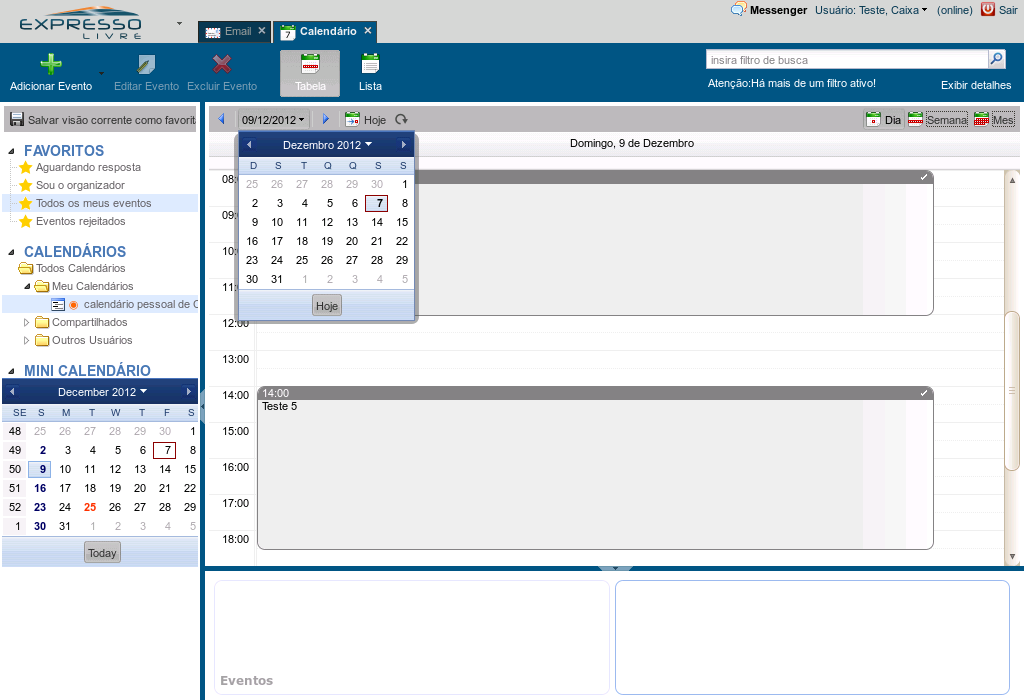 EXPRESSO
LIVRE
Email
7 Calendário
Messenger Usuário: Teste, Caixa (online) Sair
Adicionar Evento Editar Evento Excluir Evento Tabela Lista
insira filtro de busca
Atenção:Há mais de um filtro ativo! Exibir detalhes
Salvar visão corrente como favorit
FAVORITOS
Aguardando resposta
Sou o organizador
Todos os meus eventos
Eventos rejeitados
CALENDÁRIOS
Todos Calendários
Meu Calendários
calendário pessoal de C
Compartilhados
Outros Usuários
MINI CALENDÁRIO
December 2012
SE S M T W T F S
48 25 26 27 28 29 30 1
49 2 3 4 5 6 7 8
50 9 10 11 12 13 14 15
51 16 17 18 19 20 21 22
52 23 24 25 26 27 28 29
1 30 31 1 2 3 4 5
Today
09/12/2012 Hoje Dia Semana Mes
Domingo, 9 de Dezembro
Dezembro 2012
D S T Q Q S S
25 26 27 28 29 30 1
2 3 4 5 6 7 8
9 10 11 12 13 14 15
16 17 18 19 20 21 22
23 24 25 26 27 28 29
30 31 1 2 3 4 5
Hoje
08:
09:
10:
11:
12:00
13:00
14:00 14:00
Teste 5
15:00
16:00
17:00
18:00
Eventos